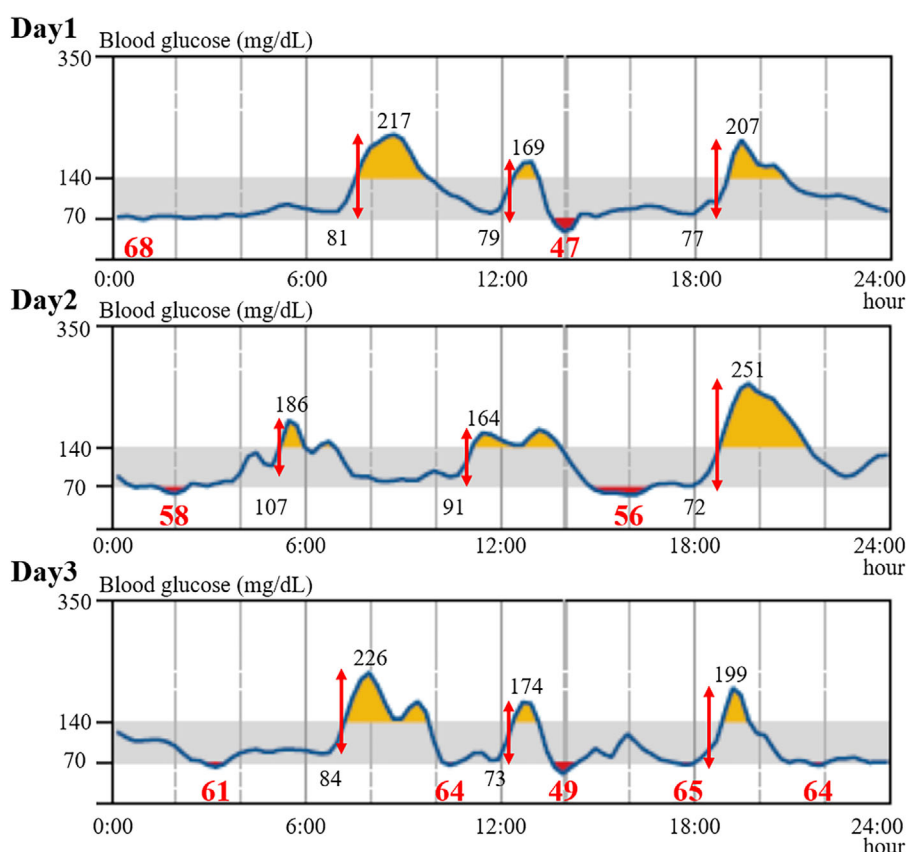 Day1
Blood glucose (mg/dL)
350
217
207
169
140
70
81
79
77
68
47
0:00 6:00 12:00 18:00 24:00
hour
Day2
Blood glucose (mg/dL)
350
251
186
164
140
70
107
91
72
58
56
0:00 6:00 12:00 18:00 24:00
hour
Day3
Blood glucose (mg/dL)
350
226
174
199
140
70
84
73
61
64
49
65
64
0:00 6:00 12:00 18:00 24:00
hour